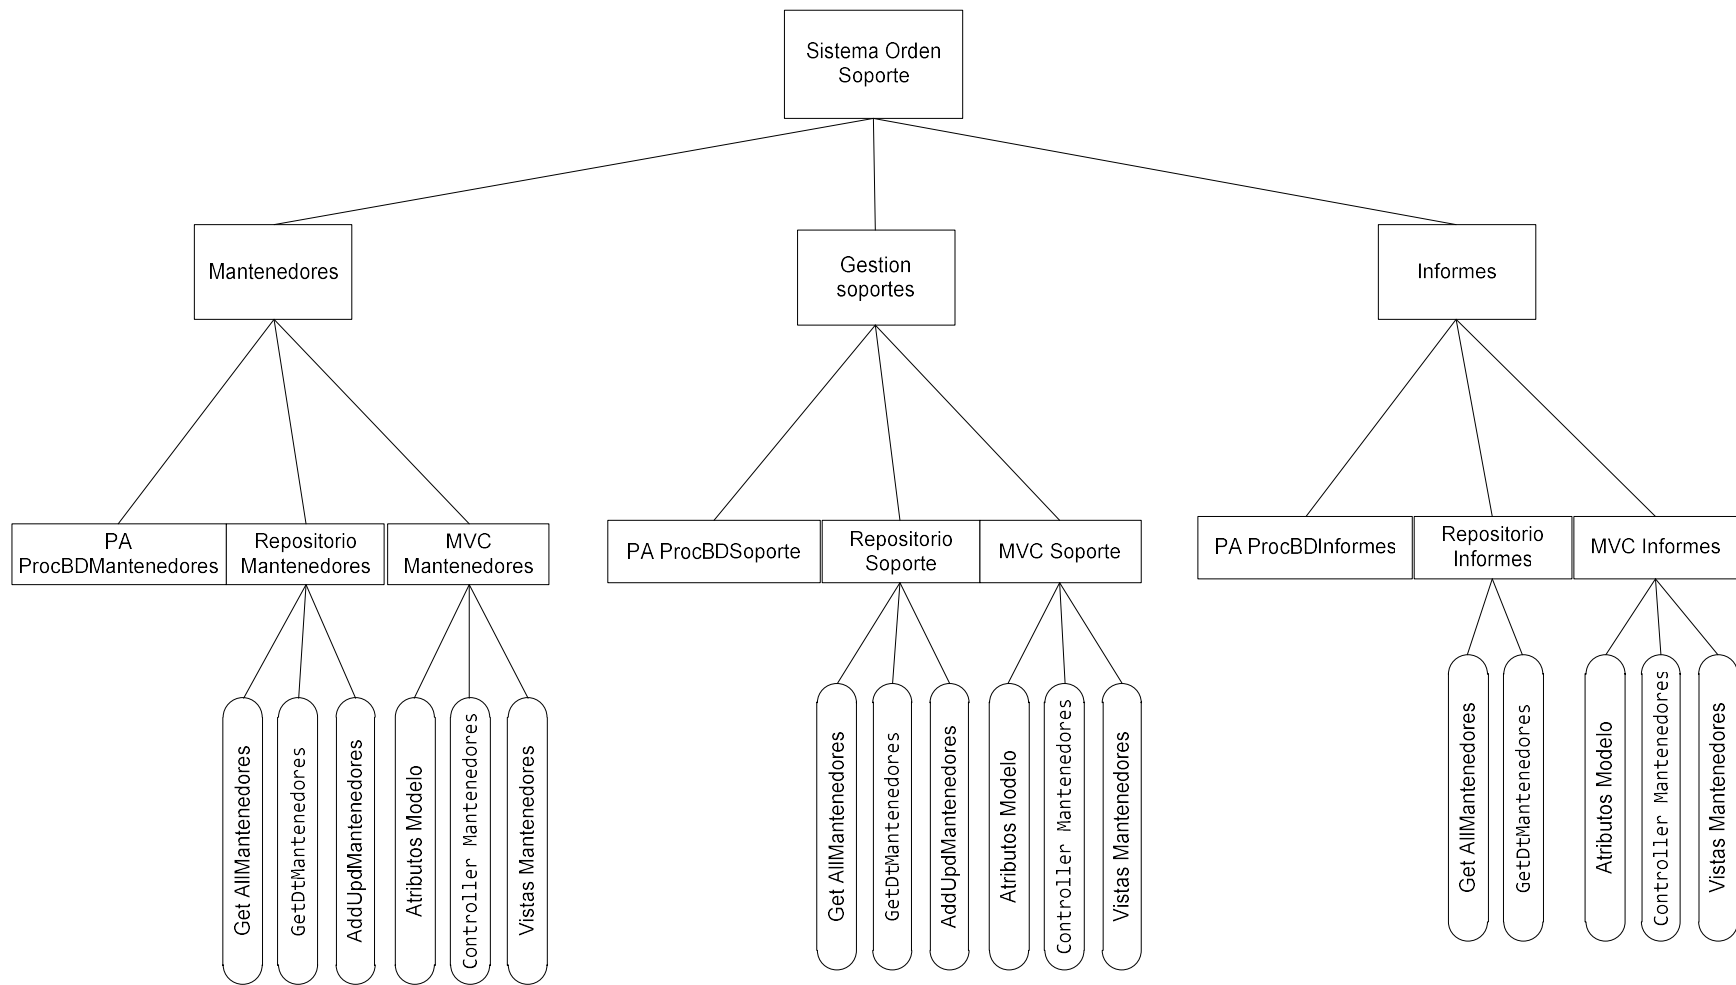 Sistema Orden
Soporte
Mantenedores
Gestion
soportes
Informes
PA
ProcBDMantenedores
Repositorio
Mantenedores
MVC
Mantenedores
PA ProcBDSoporte
Repositorio
Soporte
MVC Soporte
PA ProcBDInformes
Repositorio
Informes
MVC Informes
Get AllMantenedores
GetDtMantenedores
AddUpdMantenedores
Atributos Modelo
Controller Mantenedores
Vistas Mantenedores
Get AllMantenedores
GetDtMantenedores
AddUpdMantenedores
Atributos Modelo
Controller Mantenedores
Vistas Mantenedores
Get AllMantenedores
GetDtMantenedores
Atributos Modelo
Controller Mantenedores
Vistas Mantenedores